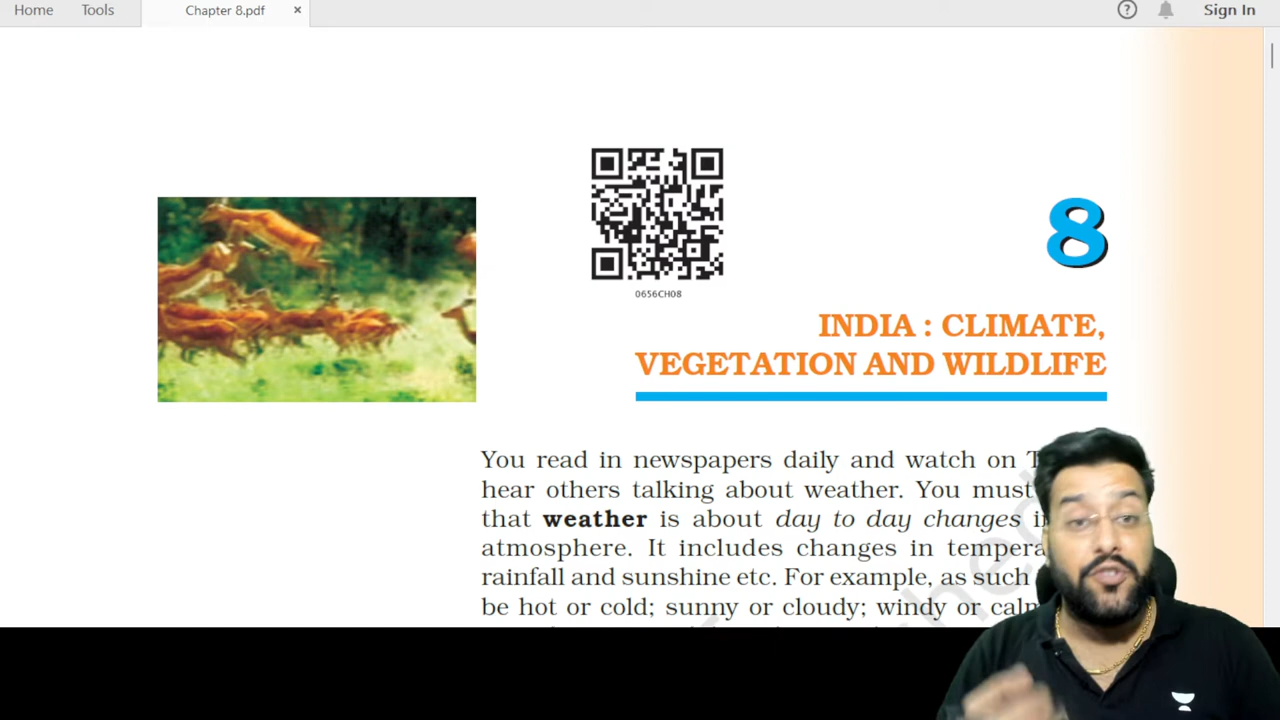 Home Tools Chapter 8.pdf × ? Sign In
0656CH08
8
INDIA : CLIMATE,
VEGETATION AND WILDLIFE
You read in newspapers daily and watch on
hear others talking about weather. You must
that weather is about day to day changes
atmosphere. It includes changes in
rainfall and sunshine etc. For example, as such
be hot or cold; sunny or cloudy; windy or